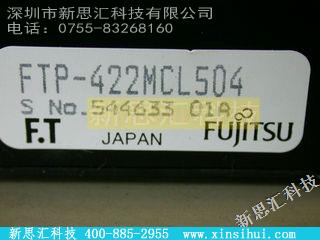 深圳市新思汇科技有限公司
电话：0755-83268160
FTP-422MCL504
S No.544633 01A
F.T JAPAN FUJITSU
新思汇科技
新思汇科技 400-885-2955 www.xinsihui.com